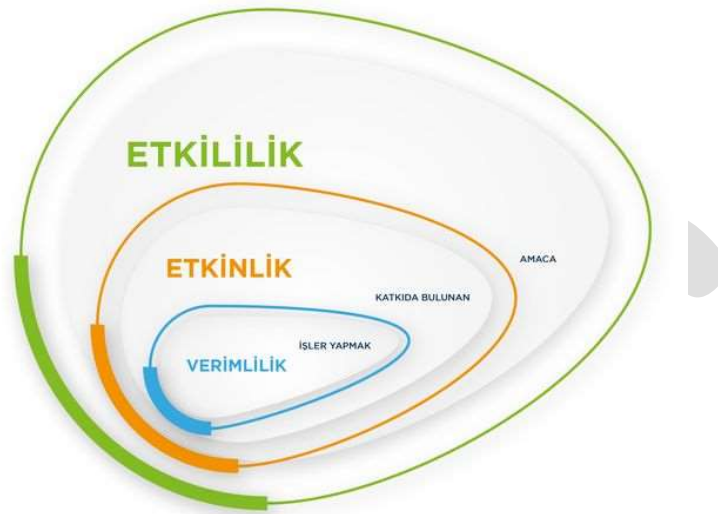 ETKİLİLİK
AMACA
ETKİNLİK
KATKIDA BULUNAN
İŞLER YAPMAK
VERİMLİLİK